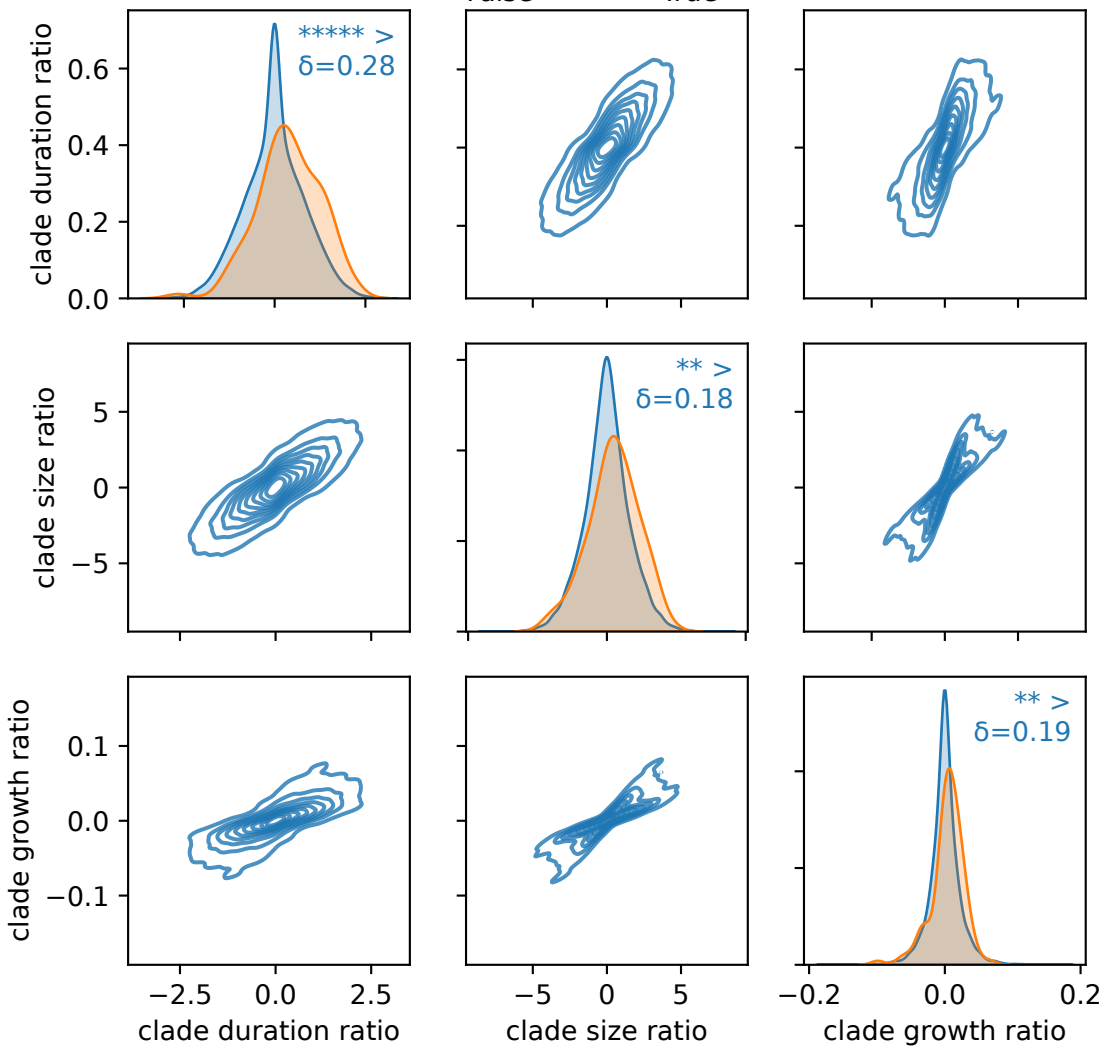 clade duration ratio
0.6
0.4
0.2
0.0
***** >
δ=0.28
clade size ratio
5
0
−5
** >
δ=0.18
clade growth ratio
0.1
0.0
−0.1
** >
δ=0.19
−2.5 0.0 2.5
−5 0 5
−0.2 0.0 0.2
clade duration ratio
clade size ratio
clade growth ratio